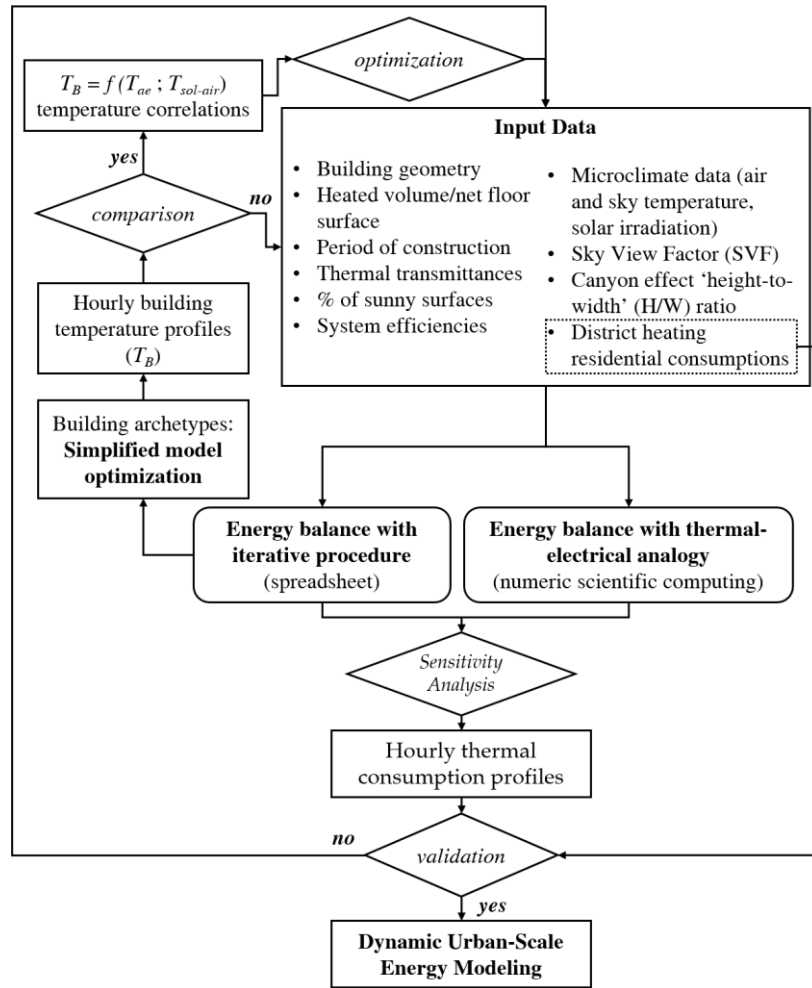 optimization
T_B = f (T_ae ; T_sol-air)
temperature correlations
yes
comparison
no
Hourly building
temperature profiles
(T_B)
Building archetypes:
Simplified model
optimization
Input Data
• Building geometry
• Heated volume/net floor
surface
• Period of construction
• Thermal transmittances
• % of sunny surfaces
• System efficiencies
• Microclimate data (air
and sky temperature,
solar irradiation)
• Sky View Factor (SVF)
• Canyon effect ‘height-to-
width’ (H/W) ratio
• District heating
residential consumptions
Energy balance with
iterative procedure
(spreadsheet)
Energy balance with thermal-
electrical analogy
(numeric scientific computing)
Sensitivity
Analysis
Hourly thermal
consumption profiles
no
validation
yes
Dynamic Urban-Scale
Energy Modeling